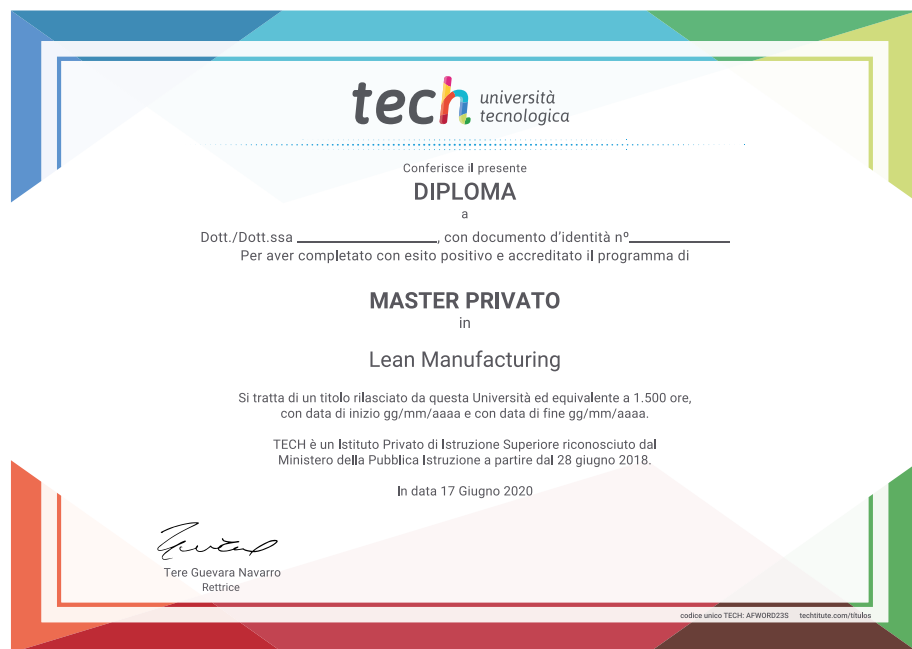 tech università
tecnologica
Conferisce il presente
DIPLOMA
a
Dott./Dott.ssa ________________, con documento d'identità nº____________
Per aver completato con esito positivo e accreditato il programma di
MASTER PRIVATO
in
Lean Manufacturing
Si tratta di un titolo rilasciato da questa Università ed equivalente a 1.500 ore,
con data di inizio gg/mm/aaaa e con data di fine gg/mm/aaaa.
TECH è un Istituto Privato di Istruzione Superiore riconosciuto dal
Ministero della Pubblica Istruzione a partire dal 28 giugno 2018.
In data 17 Giugno 2020
Tere Guevara Navarro
Rettrice
codice unico TECH: AFWORD23S techtitute.com/títulos